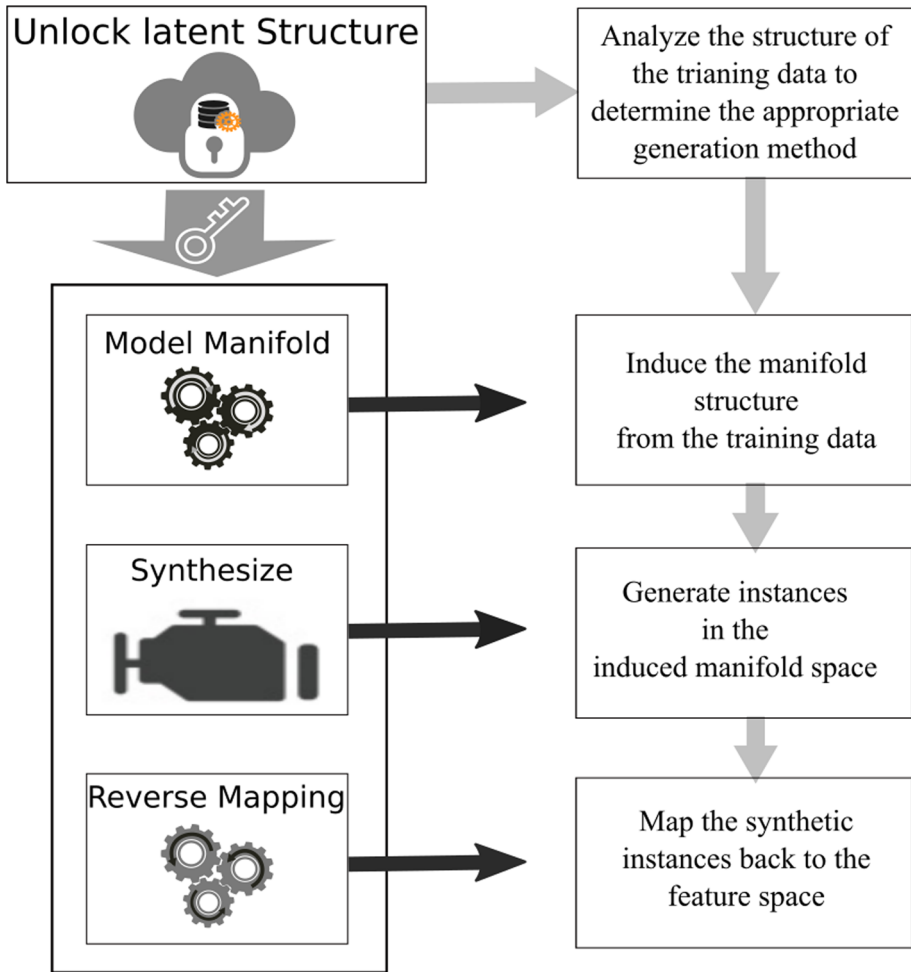 Unlock latent Structure
Analyze the structure of
the trianing data to
determine the appropriate
generation method
Model Manifold
Induce the manifold
structure
from the training data
Synthesize
Generate instances
in the
induced manifold space
Reverse Mapping
Map the synthetic
instances back to the
feature space